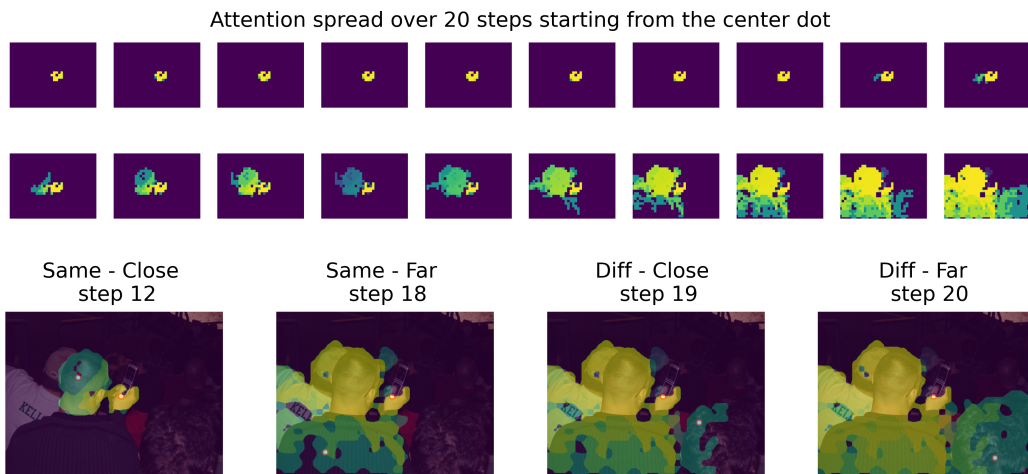 Attention spread over 20 steps starting from the center dot
Same - Close
step 12
Same - Far
step 18
Diff - Close
step 19
Diff - Far
step 20
KELL